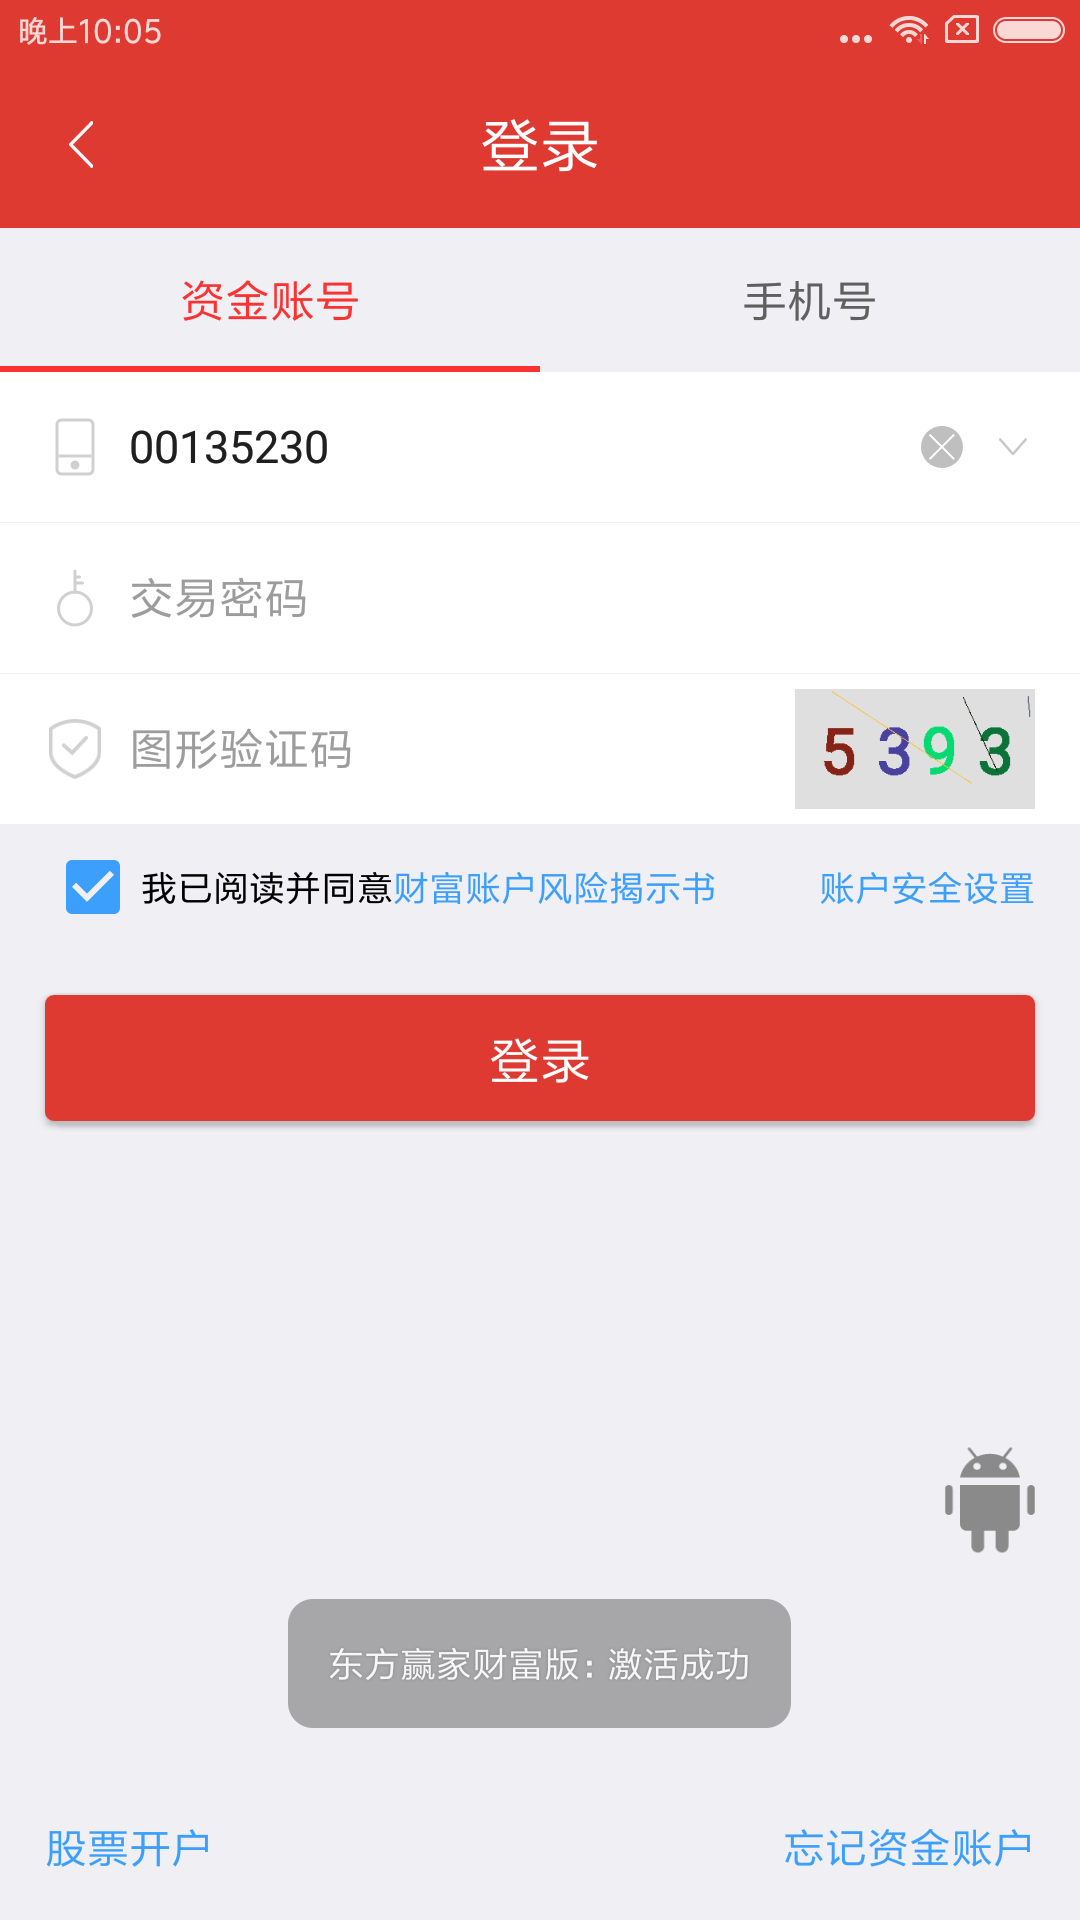 晚上10:05
登录
资金账号 手机号
00135230
交易密码
图形验证码 5393
我已阅读并同意财富账户风险揭示书 账户安全设置
登录
东方赢家财富版: 激活成功
股票开户 忘记资金账户